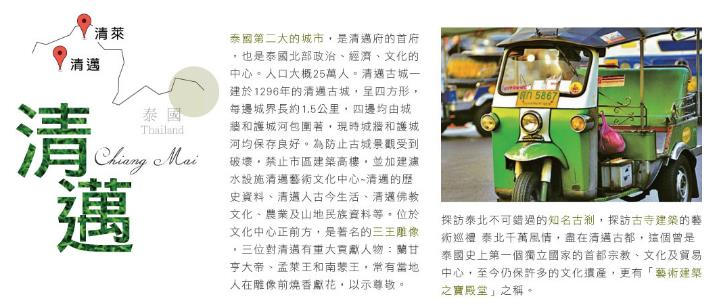 清萊
清邁
泰國
Thailand
清邁
Chiang Mai
泰國第二大的城市，是清邁府的首府
，也是泰國北部政治、經濟、文化的
中心。人口大概25萬人。清邁古城一
建於1296年的清邁古城，呈四方形，
每邊城界長約1.5公里，四邊均由城
牆和護城河包圍著，現時城牆和護城
河均保存良好。為防止古城景觀受到
破壞，禁止市區建築高樓，並加建濾
水設施清邁藝術文化中心~清邁的歷
史資料、清邁人古今生活、清邁佛教
文化、農業及山地民族資料等。位於
文化中心正前方，是著名的三王雕像
，三位對清邁有重大貢獻人物：蘭甘
亨大帝、孟萊王和南蒙王，常有當地
人在雕像前燒香獻花，以示尊敬。
5867
探訪泰北不可錯過的知名古剎，探訪古寺建築的藝
術巡禮 泰北千萬風情，盡在清邁古都，這個曾是
泰國史上第一個獨立國家的首都宗教、文化及貿易
中心，至今仍保許多的文化遺產，更有「藝術建築
之寶殿堂」之稱。